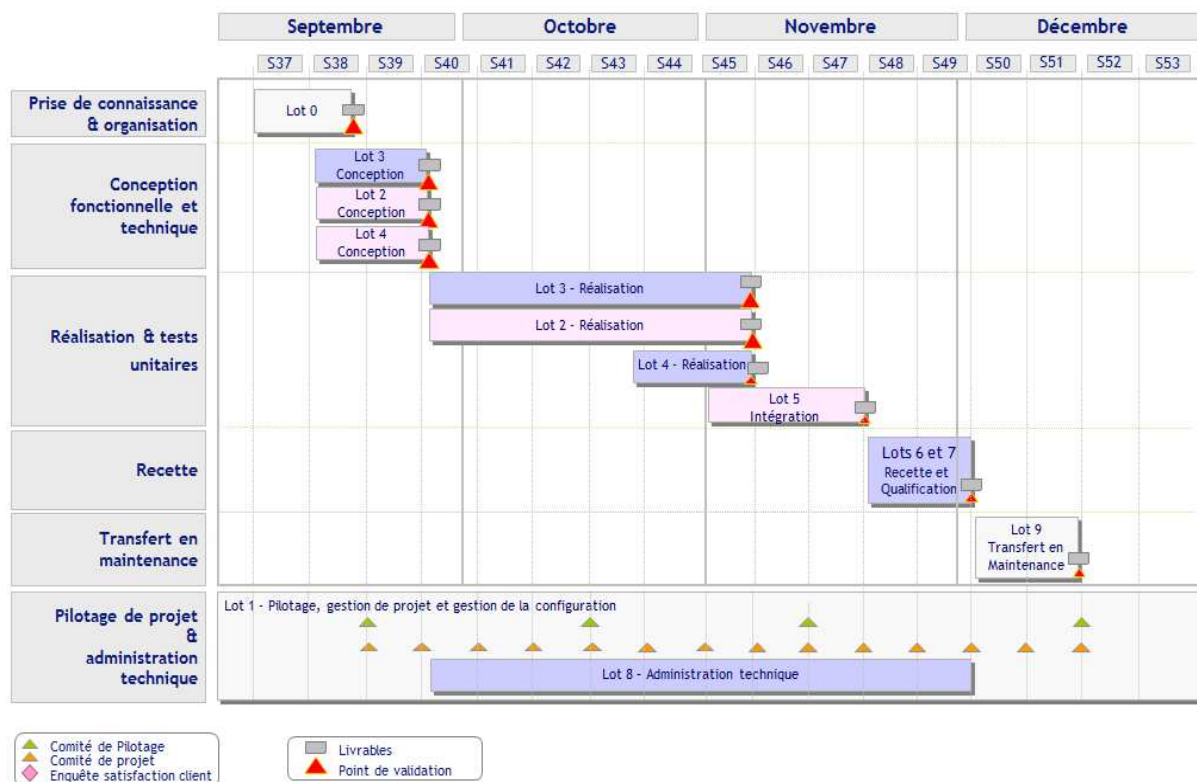 Septembre Octobre Novembre Décembre
S37 S38 S39 S40 S41 S42 S43 S44 S45 S46 S47 S48 S49 S50 S51 S52 S53
Prise de connaissance
& organisation
Lot 0
Conception
fonctionnelle et
technique
Lot 3
Conception
Lot 2
Conception
Lot 4
Conception
Réalisation & tests
unitaires
Lot 3 - Réalisation
Lot 2 - Réalisation
Lot 4 - Réalisation
Lot 5
Intégration
Recette
Lots 6 et 7
Recette et
Qualification
Transfert en
maintenance
Lot 9
Transfert en
Maintenance
Pilotage de projet
&
administration
technique
Lot 1 - Pilotage, gestion de projet et gestion de la configuration
Lot 8 - Administration technique
Comité de Pilotage
Comité de projet
Enquête satisfaction client
Livrables
Point de validation